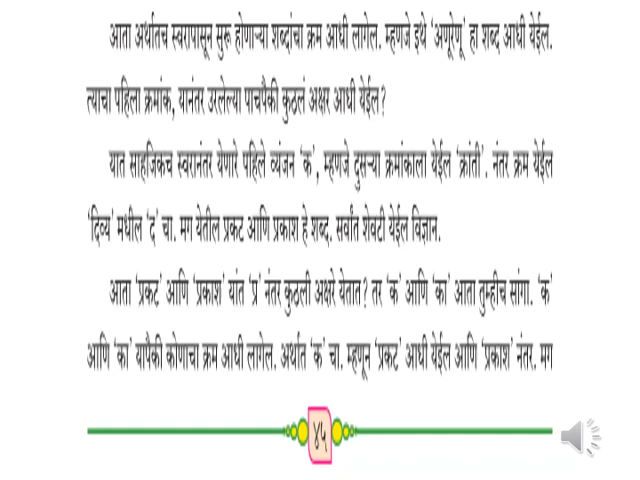 आता अर्थातच स्वरापासून सुरू होणाऱ्या शब्दांचा क्रम आधी लागेल. म्हणजे इथे ‘अणूरेणू’ हा शब्द आधी येईल.
त्याचा पहिला क्रमांक, यानंतर उरलेल्या पाचपैकी कुठलं अक्षर आधी येईल?
यात साहजिकच स्वरानंतर येणारे पहिले व्यंजन ‘क’, म्हणजे दुसऱ्या क्रमांकाला येईल ‘क्रांती’. नंतर क्रम येईल
‘दिव्य’ मधील ‘द’ चा. मग येतील प्रकट आणि प्रकाश हे शब्द. सर्वांत शेवटी येईल विज्ञान.
आता ‘प्रकट’ आणि ‘प्रकाश’ यांत ‘प्र’ नंतर कुठली अक्षरे येतात? तर ‘क’ आणि ‘का’ आता तुम्हीच सांगा. ‘क’
आणि ‘का’ यापैकी कोणाचा क्रम आधी लागेल. अर्थात ‘क’ चा. म्हणून ‘प्रकट’ आधी येईल आणि ‘प्रकाश’ नंतर. मग
४५